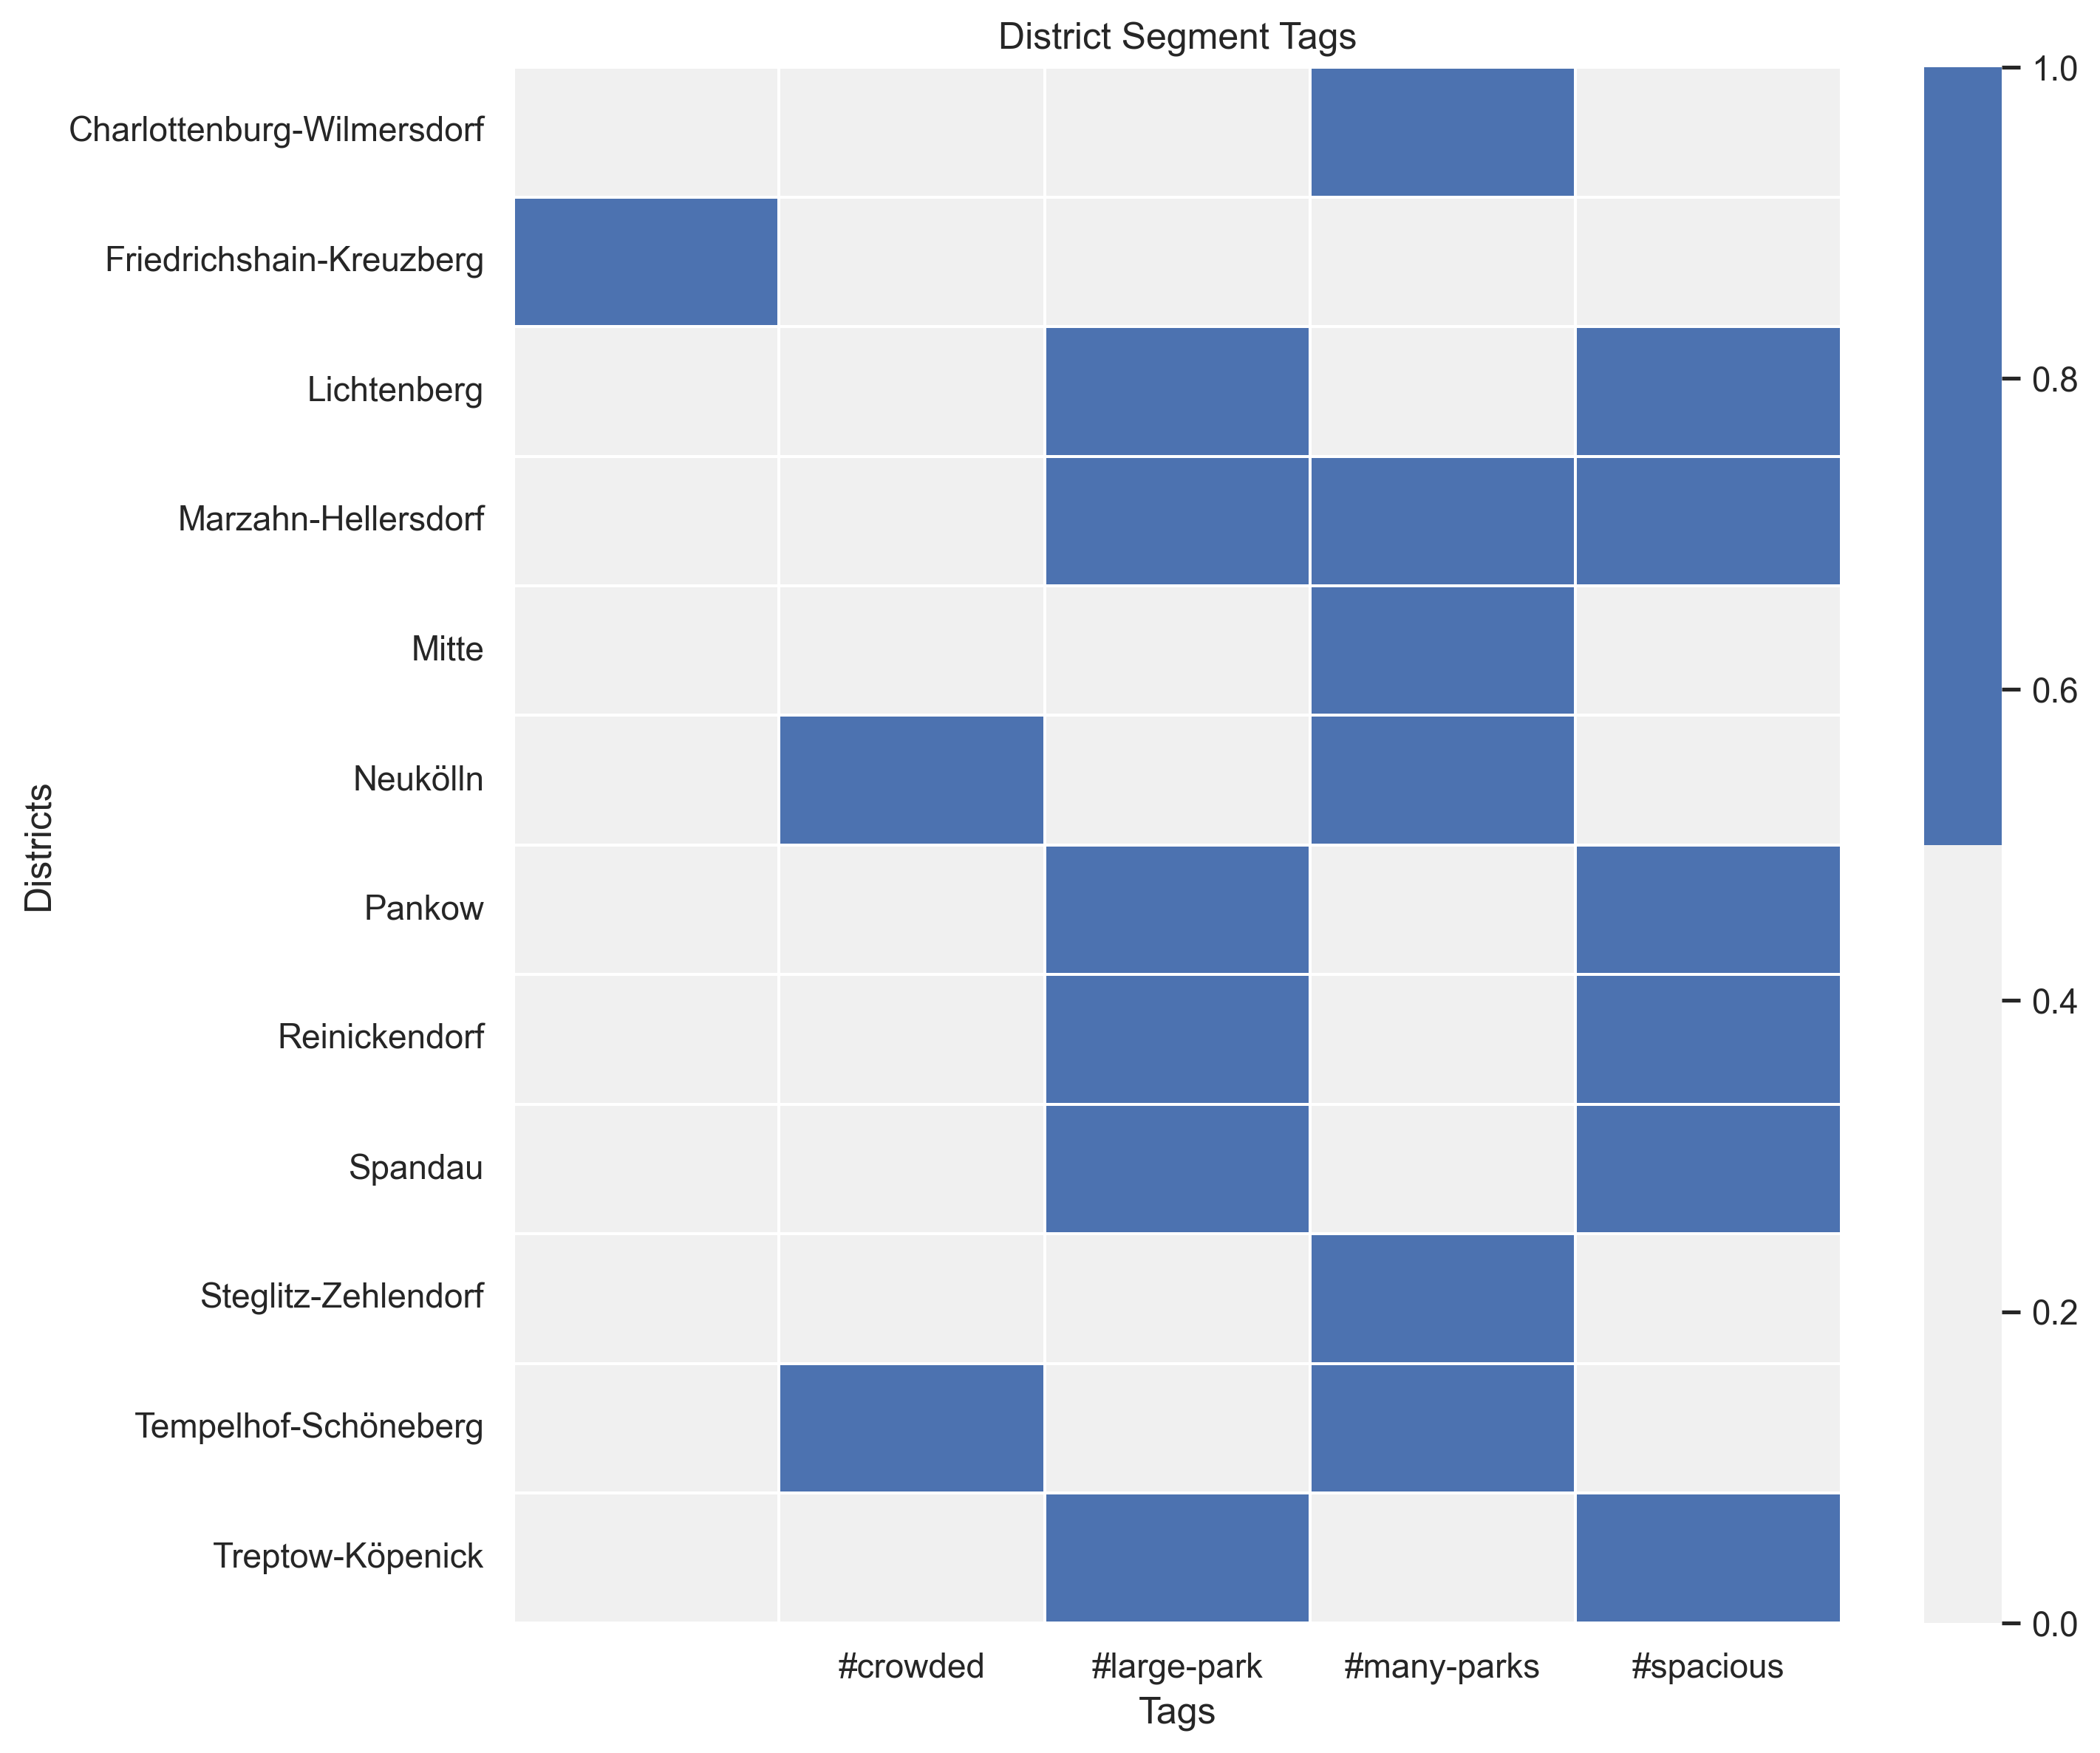 District Segment Tags
Charlottenburg-Wilmersdorf
Friedrichshain-Kreuzberg
Lichtenberg
Marzahn-Hellersdorf
Mitte
Neukölln
Pankow
Reinickendorf
Spandau
Steglitz-Zehlendorf
Tempelhof-Schöneberg
Treptow-Köpenick
Districts
#crowded #large-park #many-parks #spacious
Tags
1.0
0.8
0.6
0.4
0.2
0.0